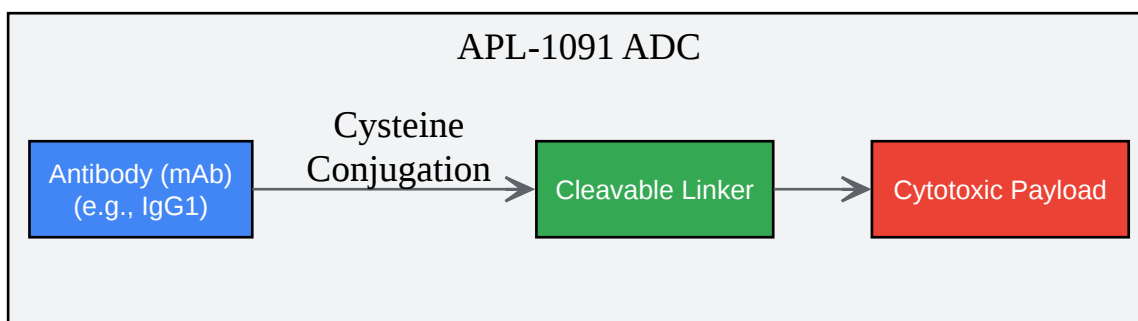 APL-1091 ADC
Cysteine
Conjugation
Antibody (mAb)
(e.g., IgG1)
Cleavable Linker
Cytotoxic Payload